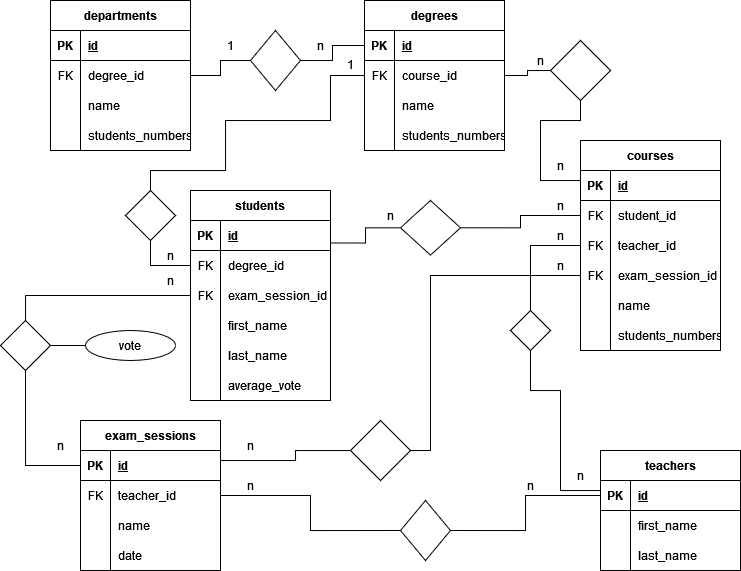 departments
PK id
FK degree_id
name
students_numbers
1
n
degrees
PK id
1
FK course_id
name
students_numbers
n
n
courses
PK id
n
FK student_id
FK teacher_id
n
FK exam_session_id
n
name
students_numbers
students
PK id
n
FK degree_id
n
FK exam_session_id
n
first_name
last_name
average_vote
vote
exam_sessions
n
PK id
n
FK teacher_id
n
name
date
teachers
n
PK id
n
first_name
last_name